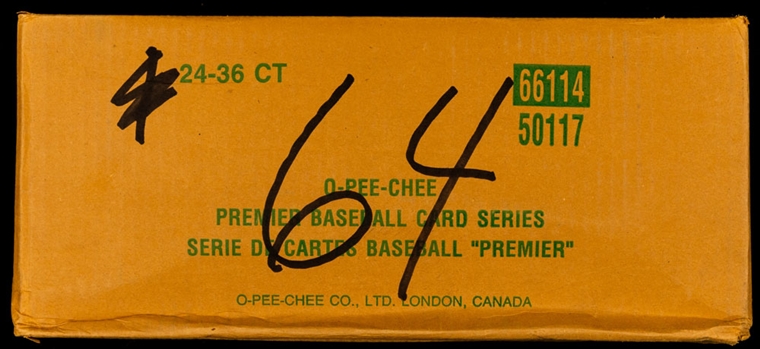 24-36 CT
66114
50117
64
O-PEE-CHEE
PREMIER BASEBALL CARD SERIES
SERIE DE CARTES BASEBALL "PREMIER"
O-PEE-CHEE CO., LTD. LONDON, CANADA